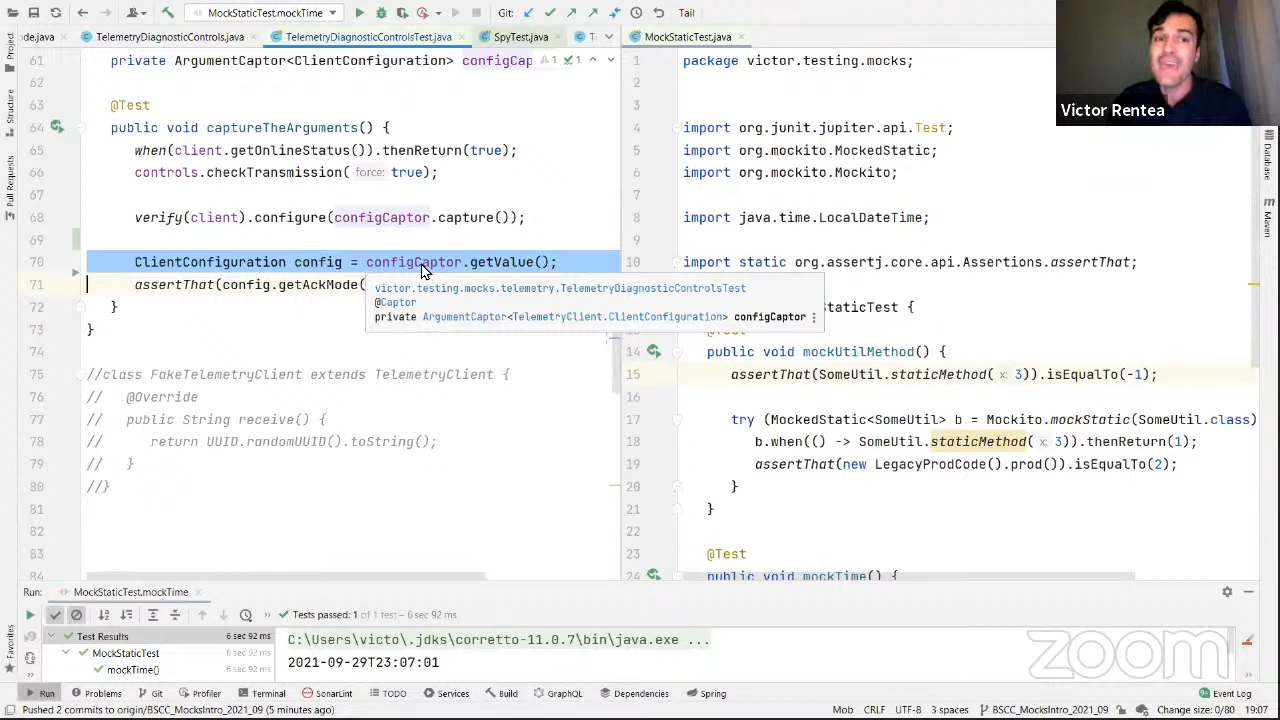 MockStaticTest.mockTime
Git:
Tail
de.java
TelemetryDiagnosticControls.java
TelemetryDiagnosticControlsTest.java
SpyTest.java
MockStaticTest.java
Victor Rentea
Project
Structure
Pull Requests
Favorites
Database
Maven
61 private ArgumentCaptor<ClientConfiguration> configCap
1 1
62
63 @Test
64 public void captureTheArguments() {
65 when(client.getOnlineStatus()).thenReturn(true);
66 controls.checkTransmission( force: true);
67
68 verify(client).configure(configCaptor.capture());
69
70 ClientConfiguration config = configCaptor.getValue();
71 assertThat(config.getAckMode(
72 }
73 }
74
75 //class FakeTelemetryClient extends TelemetryClient {
76 // @Override
77 // public String receive() {
78 // return UUID.randomUUID().toString();
79 // }
80 //}
81
82
83
84
victor.testing.mocks.telemetry.TelemetryDiagnosticControlsTest
@Captor
private ArgumentCaptor<TelemetryClient.ClientConfiguration> configCaptor
1 package victor.testing.mocks;
2
3
4 import org.junit.jupiter.api.Test;
5 import org.mockito.MockedStatic;
6 import org.mockito.Mockito;
7
8 import java.time.LocalDateTime;
9
10 import static org.assertj.core.api.Assertions.assertThat;
taticTest {
14 public void mockUtilMethod() {
15 assertThat(SomeUtil.staticMethod( x: 3)).isEqualTo(-1);
16
17 try (MockedStatic<SomeUtil> b = Mockito.mockStatic(SomeUtil.class)
18 b.when(() -> SomeUtil.staticMethod( x: 3)).thenReturn(1);
19 assertThat(new LegacyProdCode().prod()).isEqualTo(2);
20 }
21 }
22
23 @Test
24 public void mockTime() {
Run: MockStaticTest.mockTime
Tests passed: 1 of 1 test – 6 sec 92 ms
Test Results 6 sec 92 ms
MockStaticTest 6 sec 92 ms
mockTime() 6 sec 92 ms
C:\Users\victo\.jdks\corretto-11.0.7\bin\java.exe ...
2021-09-29T23:07:01
zoom
Run Problems Git Profiler Terminal SonarLint TODO Services Build GraphQL Dependencies Spring Event Log
Pushed 2 commits to origin/BSCC_MocksIntro_2021_09 (5 minutes ago)
Mob CRLF UTF-8 3 spaces BSCC_MocksIntro_2021_09 Change size: 0/80 19:07